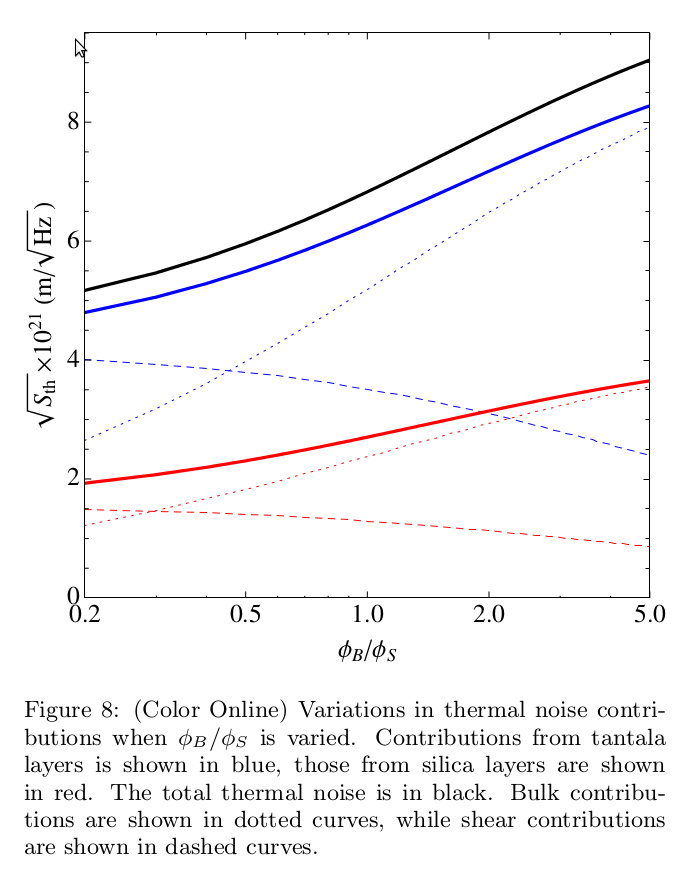 8
6
4
2
0
0.2 0.5 1.0 2.0 5.0
√S_th ×10^21 (m/√Hz )
ϕ_B/ϕ_S
Figure 8: (Color Online) Variations in thermal noise contri-
butions when ϕ_B/ϕ_S is varied. Contributions from tantala
layers is shown in blue, those from silica layers are shown
in red. The total thermal noise is in black. Bulk contribu-
tions are shown in dotted curves, while shear contributions
are shown in dashed curves.